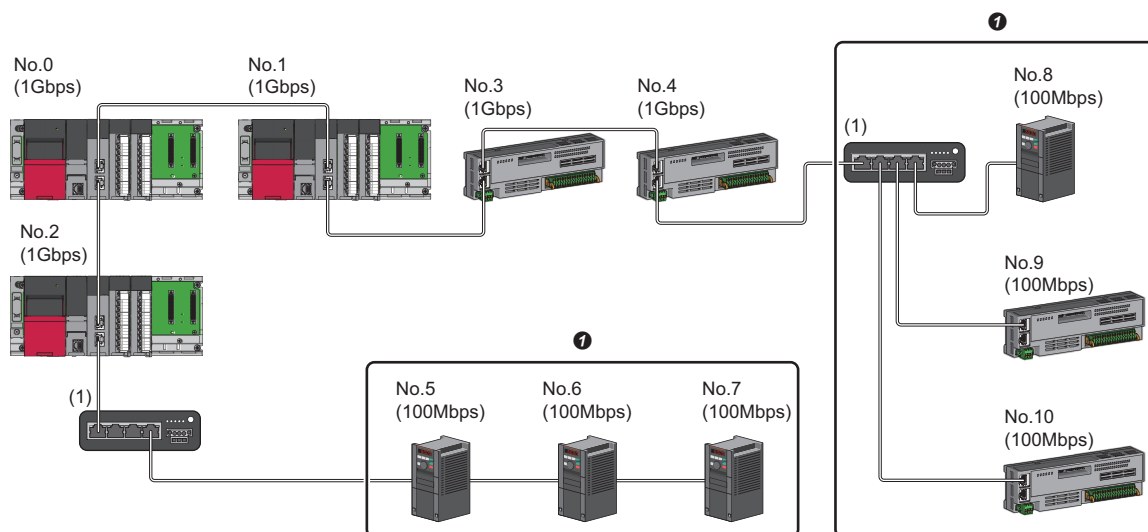 ❶
No.0
(1Gbps)
No.1
(1Gbps)
No.3
(1Gbps)
No.4
(1Gbps)
No.8
(100Mbps)
(1)
No.2
(1Gbps)
No.9
(100Mbps)
❶
(1)
No.5
(100Mbps)
No.6
(100Mbps)
No.7
(100Mbps)
No.10
(100Mbps)